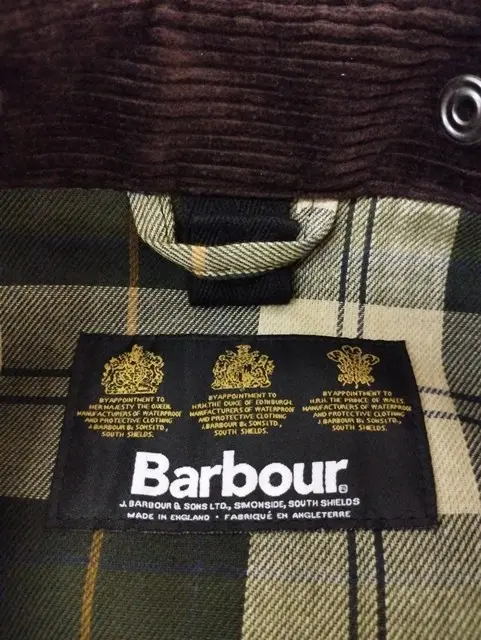 BY APPOINTMENT TO
HER MAJESTY THE QUEEN
MANUFACTURERS OF WATERPROOF
AND PROTECTIVE CLOTHING
J.BARBOUR & SONS LTD,
SOUTH SHIELDS.
BY APPOINTMENT TO
H.R.H. THE DUKE OF EDINBURGH
MANUFACTURERS OF WATERPROOF
AND PROTECTIVE CLOTHING
J.BARBOUR & SONS LTD,
SOUTH SHIELDS.
BY APPOINTMENT TO
H.R.H. THE PRINCE OF WALES
MANUFACTURERS OF WATERPROOF
AND PROTECTIVE CLOTHING
J.BARBOUR & SONS LTD,
SOUTH SHIELDS.
Barbour®
J. BARBOUR & SONS LTD., SIMONSIDE, SOUTH SHIELDS
MADE IN ENGLAND • FABRIQUÉ EN ANGLETERRE